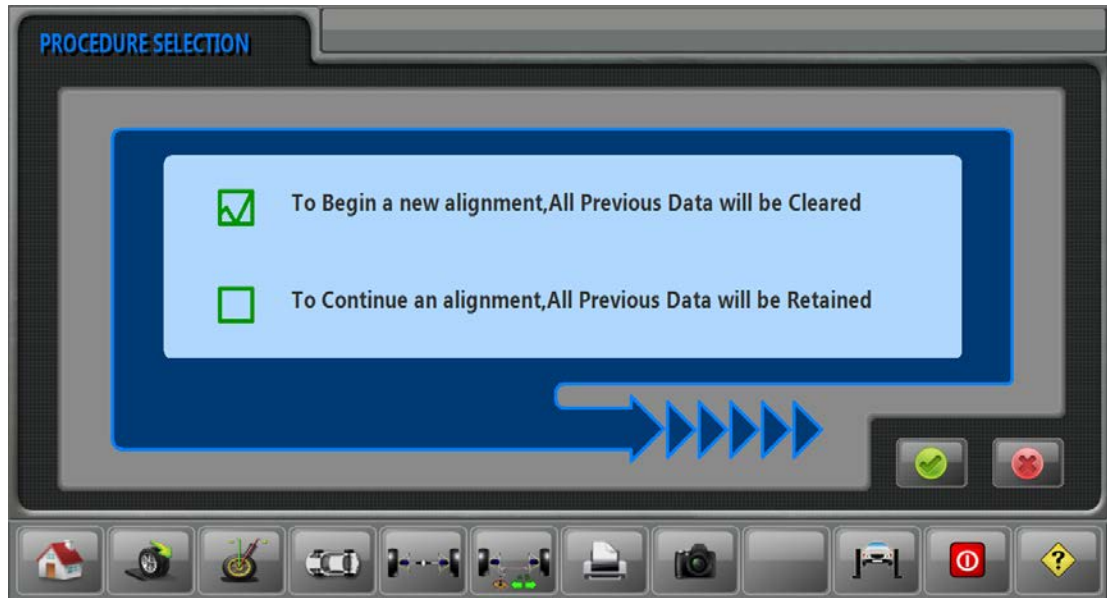 PROCEDURE SELECTION
To Begin a new alignment,All Previous Data will be Cleared
To Continue an alignment,All Previous Data will be Retained
?